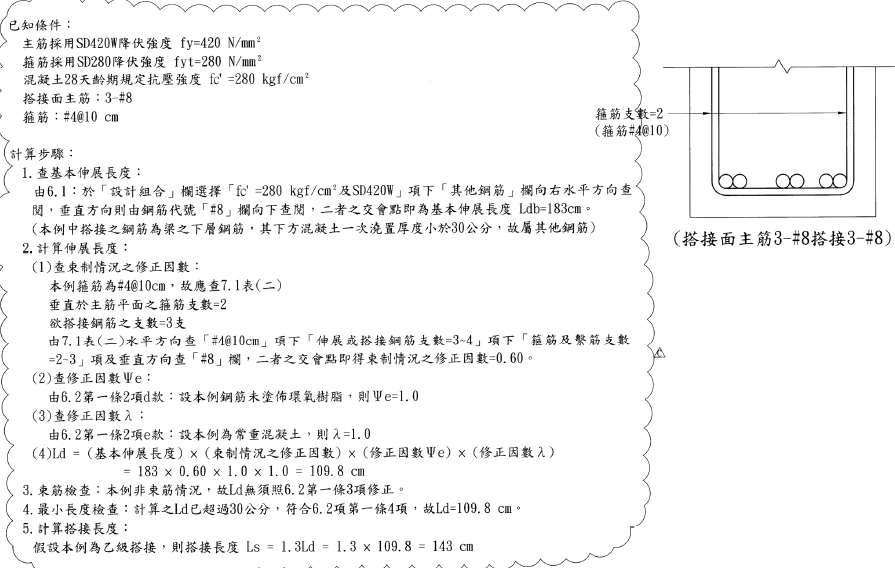 已知條件：
主筋採用SD420W降伏強度 fy=420 N/mm²
箍筋採用SD280降伏強度 fyt=280 N/mm²
混凝土28天齡期規定抗壓強度 fc'=280 kgf/cm²
搭接面主筋：3-#8
箍筋：#4@10 cm
計算步驟：
1.查基本伸展長度：
由6.1：於「設計組合」欄選擇「fc'=280 kgf/cm²及SD420W」項下「其他鋼筋」欄向右水平方向查
閱，垂直方向則由鋼筋代號「#8」欄向下查閱，二者之交會點即為基本伸展長度 Ldb=183cm。
(本例中搭接之鋼筋為梁之下層鋼筋，其下方混凝土一次澆置厚度小於30公分，故屬其他鋼筋)
2.計算伸展長度：
(1)查束制情況之修正因數：
本例箍筋為#4@10cm，故應查7.1表(二)
垂直於主筋平面之箍筋支數=2
欲搭接鋼筋之支數=3支
由7.1表(二)水平方向查「#4@10cm」項下「伸展或搭接鋼筋支數=3~4」項下「箍筋及繫筋支數
=2~3」項及垂直方向查「#8」欄，二者之交會點即得束制情況之修正因數=0.60。
(2)查修正因數Ψe：
由6.2第一條2項d款：設本例鋼筋未塗佈環氧樹脂，則Ψe=1.0
(3)查修正因數λ：
由6.2第一條2項e款：設本例為常重混凝土，則λ=1.0
(4)Ld = (基本伸展長度) × (束制情況之修正因數) × (修正因數Ψe) × (修正因數λ)
= 183 × 0.60 × 1.0 × 1.0 = 109.8 cm
3.束筋檢查：本例非束筋情況，故Ld無須照6.2第一條3項修正。
4.最小長度檢查：計算之Ld已超過30公分，符合6.2項第一條4項，故Ld=109.8 cm。
5.計算搭接長度：
假設本例為乙級搭接，則搭接長度 Ls = 1.3Ld = 1.3 × 109.8 = 143 cm
箍筋支數=2
(箍筋#4@10)
(搭接面主筋3-#8搭接3-#8)